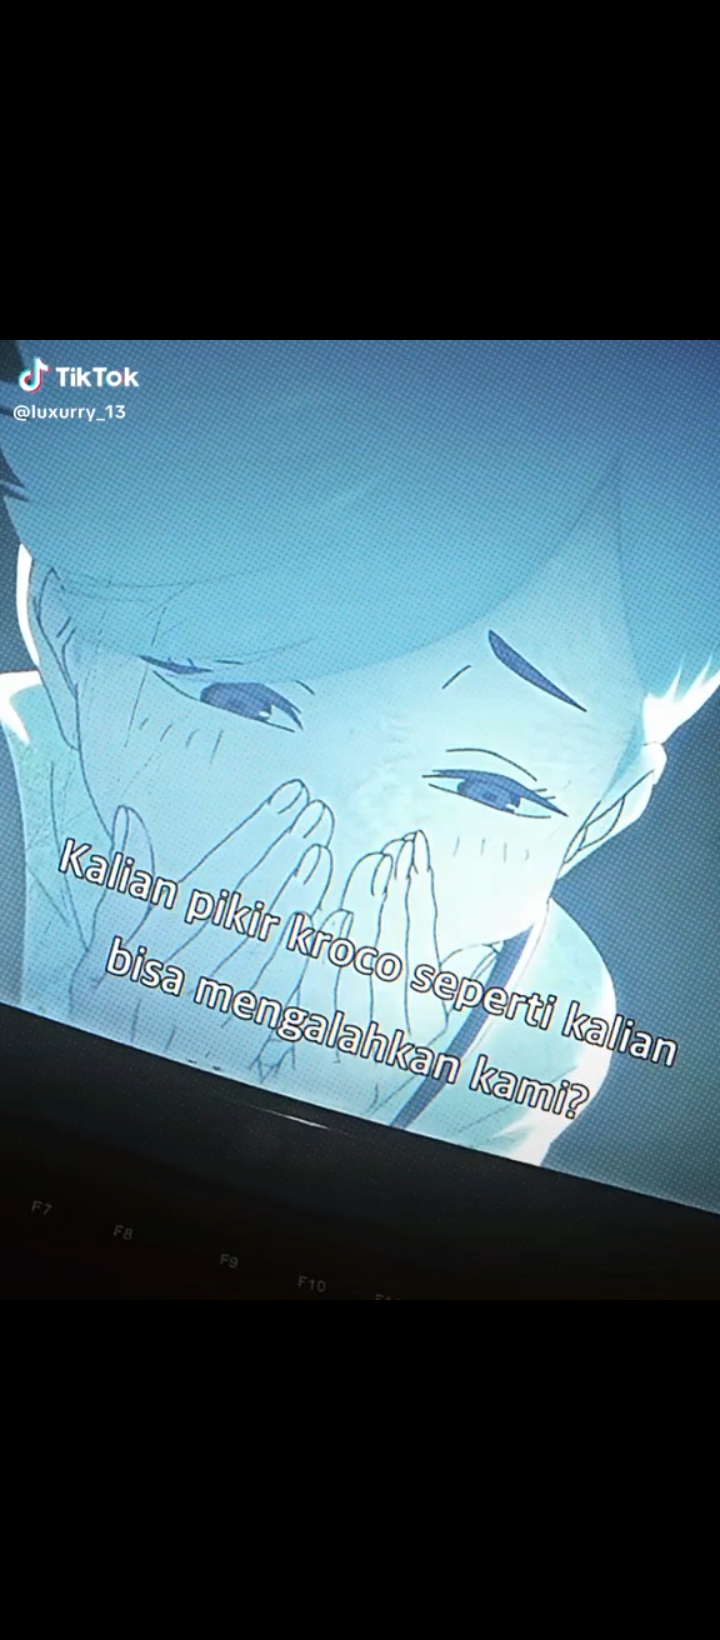 TikTok
@luxurry_13
Kalian pikir kroco seperti kalian
bisa mengalahkan kami?
F7
F8
F9
F10